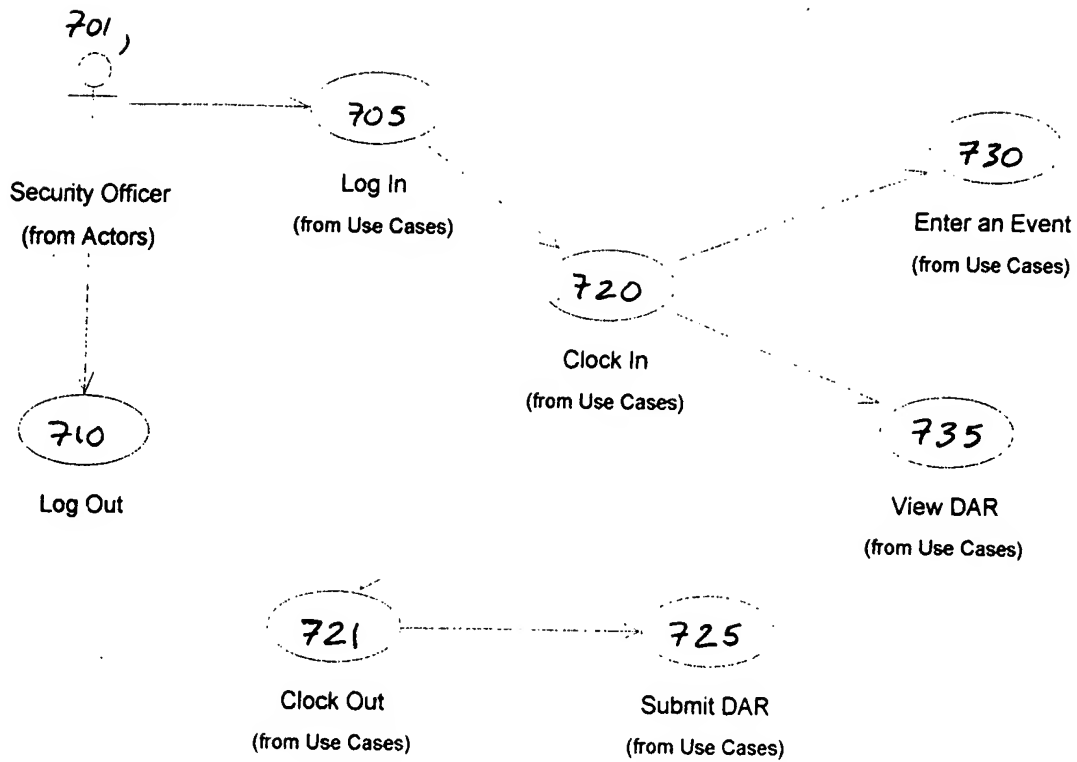 701,
705
Log In
(from Use Cases)
730
Enter an Event
(from Use Cases)
Security Officer
(from Actors)
720
Clock In
(from Use Cases)
710
Log Out
735
View DAR
(from Use Cases)
721
Clock Out
(from Use Cases)
725
Submit DAR
(from Use Cases)